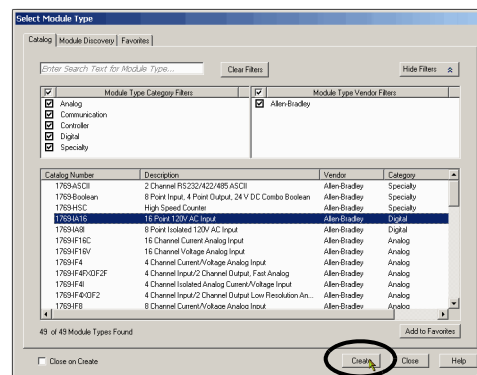 Select Module Type
Catalog Module Discovery Favorites
Enter Search Text for Module Type... Clear Filters Hide Filters
Module Type Category Filters Module Type Vendor Filters
Analog Allen-Bradley
Communication
Controller
Digital
Specialty
Catalog Number Description Vendor Category
1769-ASCII 2 Channel RS232/422/485 ASCII Allen-Bradley Specialty
1769-Boolean 8 Point Input, 4 Point Output, 24 V DC Combo Boolean Allen-Bradley Specialty
1769-HSC High Speed Counter Allen-Bradley Specialty
1769-IA16 16 Point 120V AC Input Allen-Bradley Digital
1769-IA8I 8 Point Isolated 120V AC Input Allen-Bradley Digital
1769-IF16C 16 Channel Current Analog Input Allen-Bradley Analog
1769-IF16V 16 Channel Voltage Analog Input Allen-Bradley Analog
1769-IF4 4 Channel Current/Voltage Analog Input Allen-Bradley Analog
1769-IF4FXOF2F 4 Channel Input/2 Channel Output, Fast Analog Allen-Bradley Analog
1769-IF4I 4 Channel Isolated Analog Current/Voltage Input Allen-Bradley Analog
1769-IF4XOF2 4 Channel Input/2 Channel Output Low Resolution An... Allen-Bradley Analog
1769-IF8 8 Channel Current/Voltage Analog Input Allen-Bradley Analog
49 of 49 Module Types Found Add to Favorites
Close on Create Create Close Help